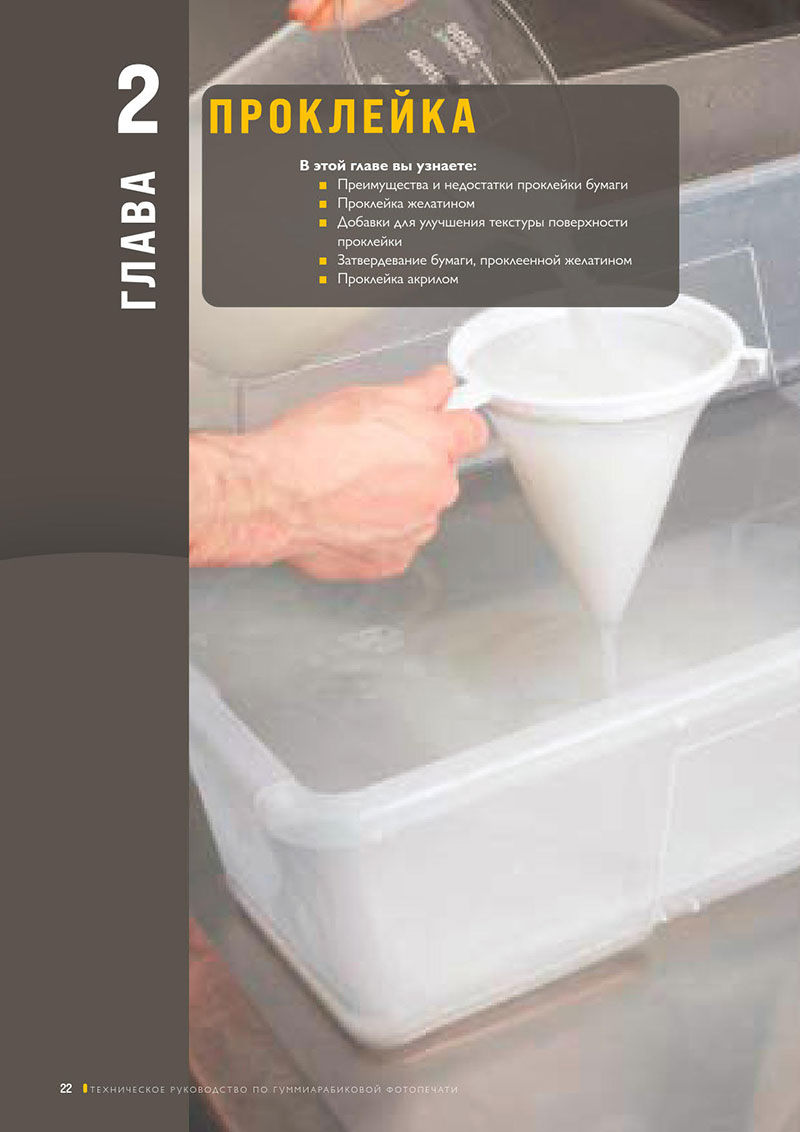 ГЛАВА 2
ПРОКЛЕЙКА
В этой главе вы узнаете:
Преимущества и недостатки проклейки бумаги
Проклейка желатином
Добавки для улучшения текстуры поверхности
проклейки
Затвердевание бумаги, проклеенной желатином
Проклейка акрилом
22 ТЕХНИЧЕСКОЕ РУКОВОДСТВО ПО ГУММИАРАБИКОВОЙ ФОТОПЕЧАТИ